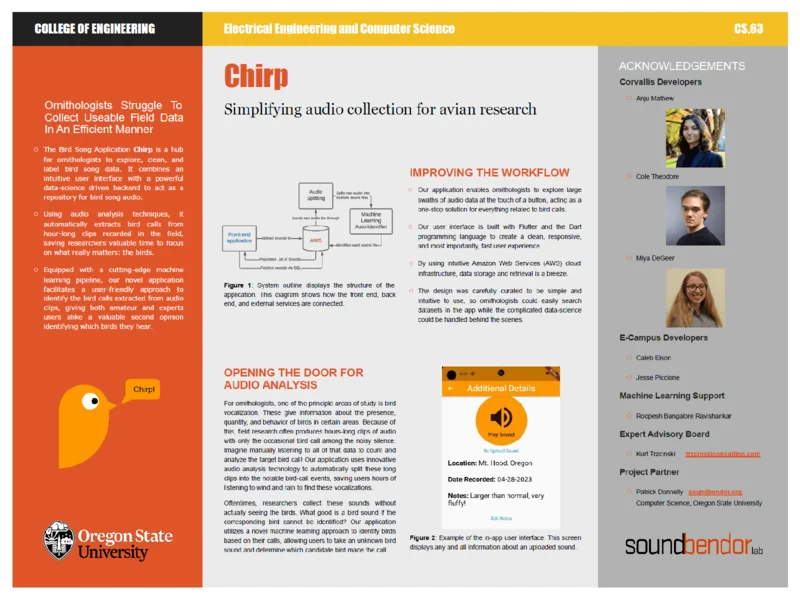 COLLEGE OF ENGINEERING
Electrical Engineering and Computer Science
CS.63
Ornithologists Struggle To
Collect Useable Field Data
In An Efficient Manner
The Bird Song Application Chirp is a hub
for ornithologists to explore, clean, and
label bird song data. It combines an
intuitive user interface with a powerful
data-science driven backend to act as a
repository for bird song audio.
Using audio analysis techniques, it
automatically extracts bird calls from
hour-long clips recorded in the field,
saving researchers valuable time to focus
on what really matters: the birds.
Equipped with a cutting-edge machine
learning pipeline, our novel application
facilitates a user-friendly approach to
identify the bird calls extracted from audio
clips, giving both amateur and experts
users alike a valuable second opinion
identifying which birds they hear.
Chirp!
Oregon State
University
Chirp
Simplifying audio collection for avian research
Audio
splitting
Machine
Learning
Auto-Identifier
Front-end
application
AWS
Figure 1: System outline displays the structure of the
application. This diagram shows how the front end, back
end, and external services are connected.
OPENING THE DOOR FOR
AUDIO ANALYSIS
For ornithologists, one of the principle areas of study is bird
vocalization. These give information about the presence,
quantity, and behavior of birds in certain areas. Because of
this, field research often produces hour-long clips of audio
with only the occasional bird call among the noisy silence.
Imagine manually listening to all of that data to count and
analyze the target bird call! Our application uses innovative
audio analysis technology to automatically split these long
clips into the notable bird-call events, saving users hours of
listening to wind and rain to find these vocalizations.
Oftentimes, researchers collect these sounds without
actually seeing the birds. What good is a bird sound if the
corresponding bird cannot be identified? Our application
utilizes a novel machine learning approach to identify birds
based on their calls, allowing users to take an unknown bird
sound and determine which candidate bird made the call.
IMPROVING THE WORKFLOW
Our application enables ornithologists to explore large
swaths of audio data at the touch of a button, acting as a
one-stop solution for everything related to bird calls.
Our user interface is built with Flutter and the Dart
programming language to create a clean, responsive,
and most importantly, fast user experience.
By using intuitive Amazon Web Services (AWS) cloud
infrastructure, data storage and retrieval is a breeze.
The design was carefully curated to be simple and
intuitive to use, so ornithologists could easily search
datasets in the app while the complicated data-science
could be handled behind the scenes.
Additional Details
Play Sound
Re Upload Sound
Location: Mt. Hood, Oregon
Date Recorded: 04-28-2023
Notes: Larger than normal, very
fluffy!
Edit Notes
Figure 2: Example of the in-app user interface. This screen
displays any and all information about an uploaded sound.
ACKNOWLEDGEMENTS
Corvallis Developers
Anju Mathew
Cole Theodore
Miya DeGeer
E-Campus Developers
Caleb Elson
Jesse Piccione
Machine Learning Support
Roopesh Bangalore Ravishankar
Expert Advisory Board
Kurt Trzcinski
Project Partner
Patrick Donnelly soundbendor.org
Computer Science, Oregon State University
soundbendor lab